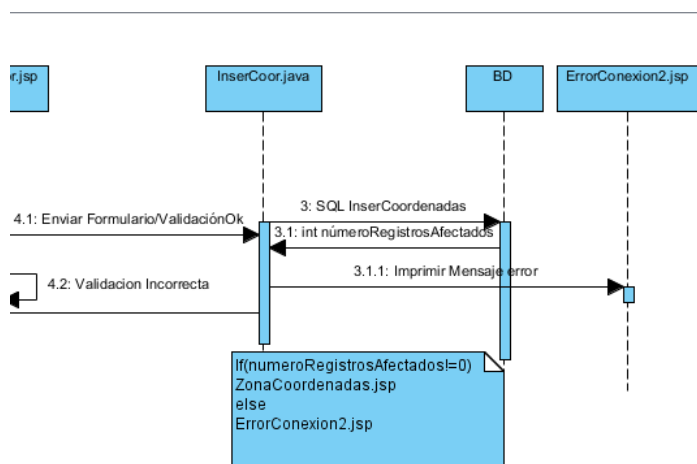 r.jsp
InserCoor.java
BD
ErrorConexion2.jsp
3: SQL InserCoordenadas
4.1: Enviar Formulario/ValidaciónOk
3.1: int númeroRegistrosAfectados
3.1.1: Imprimir Mensaje error
4.2: Validacion Incorrecta
If(numeroRegistrosAfectados!=0)
ZonaCoordenadas.jsp
else
ErrorConexion2.jsp